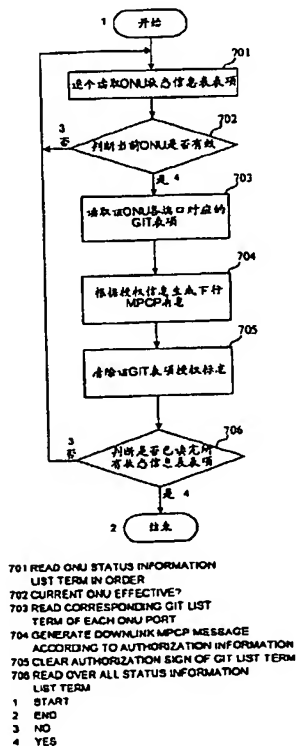 1
开始
701
逐个读取ONU状态信息表表项
702
3
否
判断当前ONU是否有效
是 4
703
读取该ONU各端口对应的
GIT表项
704
根据授权信息生成下行
MPCP消息
705
清除该GIT表项授权标志
706
3
否
判断是否已读完所
有状态信息表表项
是 4
2
结束
701 READ ONU STATUS INFORMATION
LIST TERM IN ORDER
702 CURRENT ONU EFFECTIVE?
703 READ CORRESPONDING GIT LIST
TERM OF EACH ONU PORT
704 GENERATE DOWNLINK MPCP MESSAGE
ACCORDING TO AUTHORIZATION INFORMATION
705 CLEAR AUTHORIZATION SIGN OF GIT LIST TERM
706 READ OVER ALL STATUS INFORMATION
LIST TERM
1 START
2 END
3 NO
4 YES